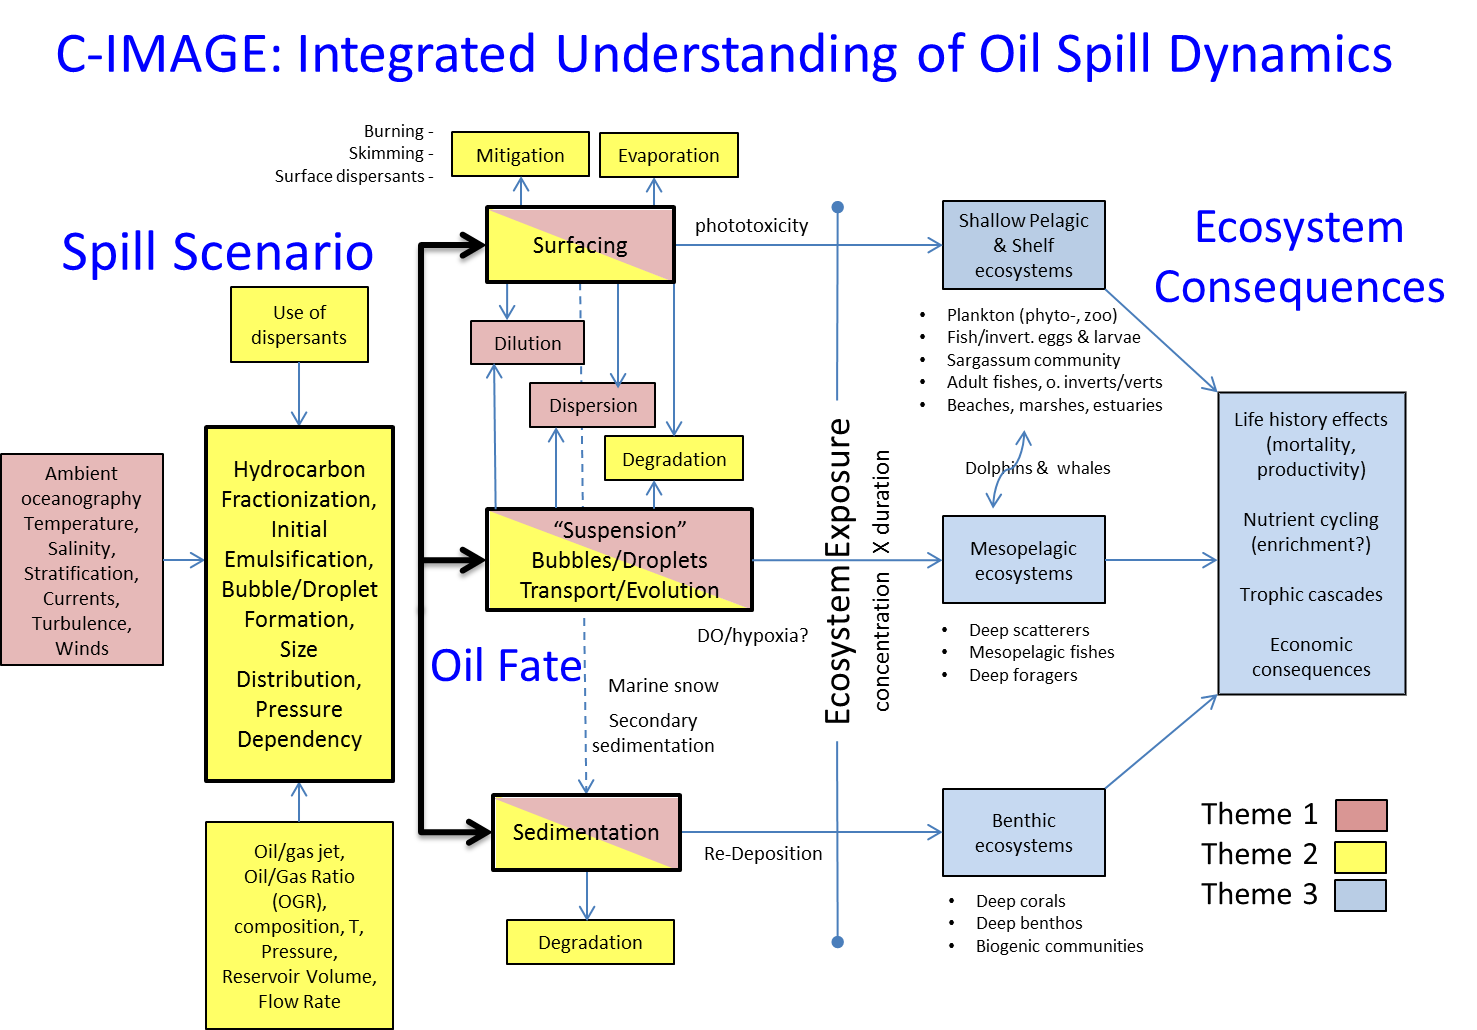 C-IMAGE: Integrated Understanding of Oil Spill Dynamics
Burning -
Skimming -
Surface dispersants -
Mitigation
Evaporation
Spill Scenario
Use of
dispersants
Ambient
oceanography
Temperature,
Salinity,
Stratification,
Currents,
Turbulence,
Winds
Hydrocarbon
Fractionization,
Initial
Emulsification,
Bubble/Droplet
Formation,
Size
Distribution,
Pressure
Dependency
Oil/gas jet,
Oil/Gas Ratio
(OGR),
composition, T,
Pressure,
Reservoir Volume,
Flow Rate
Surfacing
phototoxicity
Dilution
Dispersion
Degradation
“Suspension”
Bubbles/Droplets
Transport/Evolution
DO/hypoxia?
Oil Fate
Marine snow
Secondary
sedimentation
Sedimentation
Re-Deposition
Degradation
Ecosystem Exposure
concentration X duration
Shallow Pelagic
& Shelf
ecosystems
• Plankton (phyto-, zoo)
• Fish/invert. eggs & larvae
• Sargassum community
• Adult fishes, o. inverts/verts
• Beaches, marshes, estuaries
Dolphins & whales
Mesopelagic
ecosystems
• Deep scatterers
• Mesopelagic fishes
• Deep foragers
Benthic
ecosystems
• Deep corals
• Deep benthos
• Biogenic communities
Ecosystem
Consequences
Life history effects
(mortality,
productivity)
Nutrient cycling
(enrichment?)
Trophic cascades
Economic
consequences
Theme 1
Theme 2
Theme 3